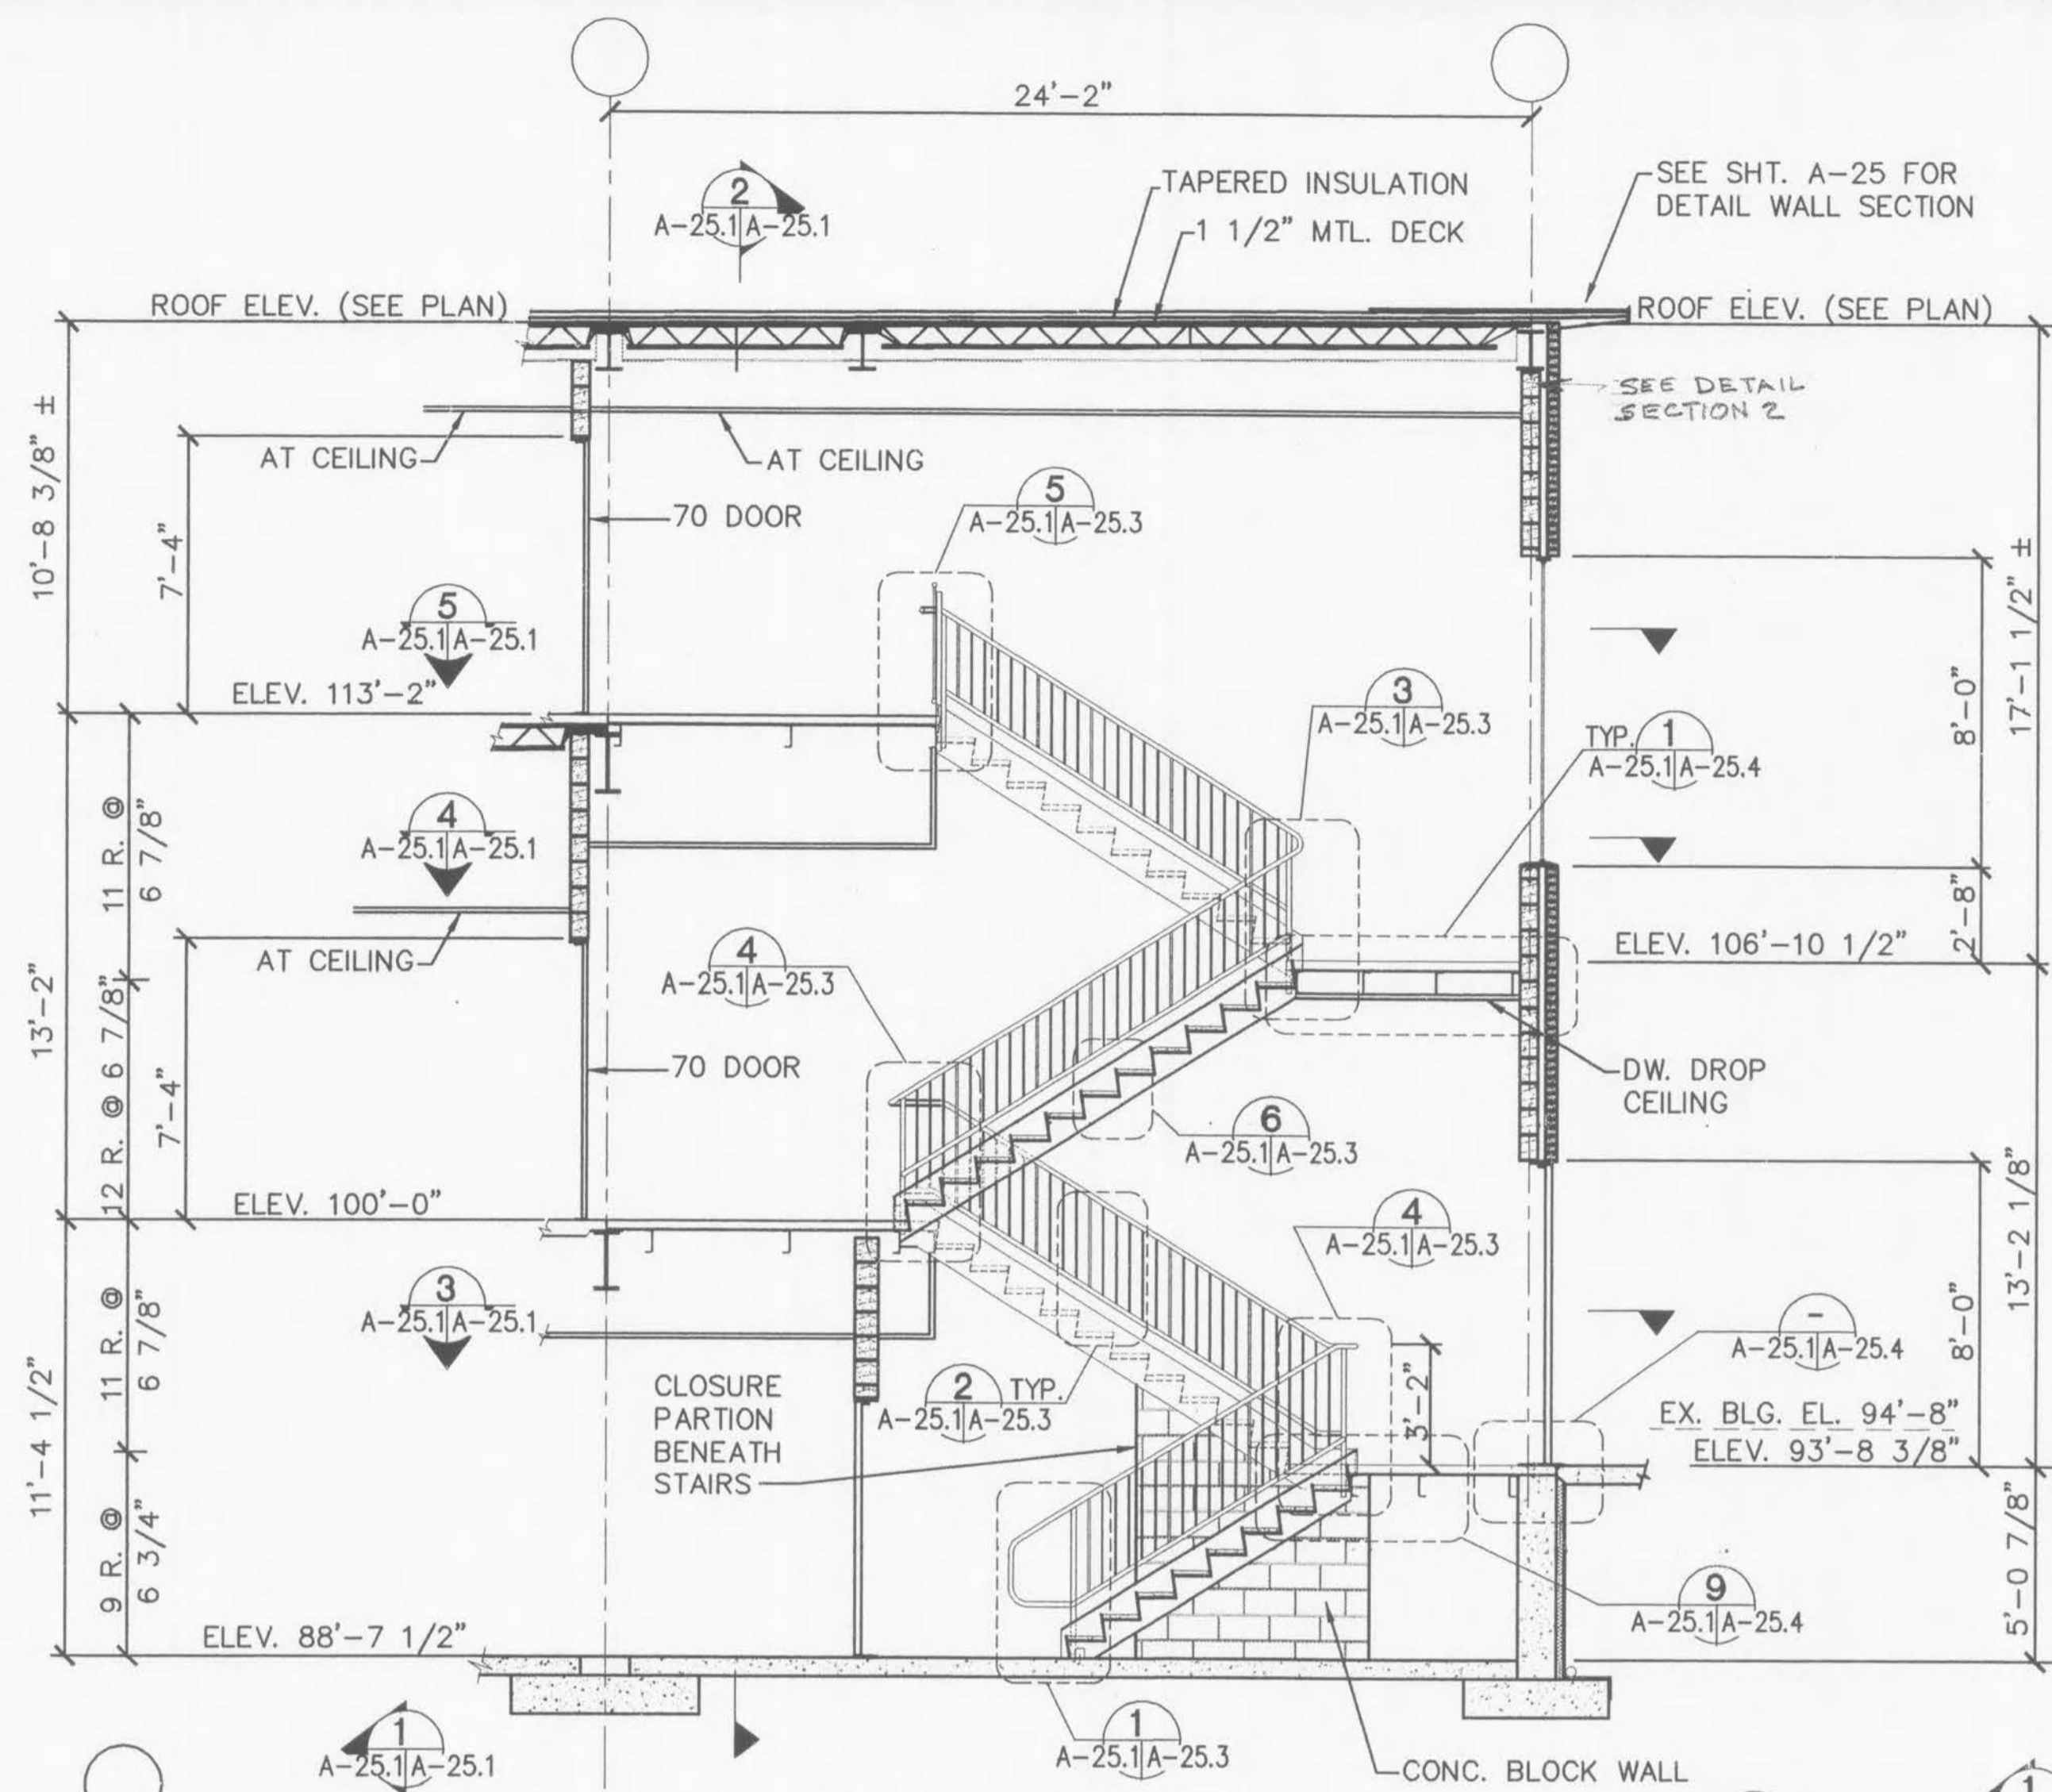 24'-2"
2
A-25.1 A-25.1
TAPERED INSULATION
1 1/2" MTL. DECK
SEE SHT. A-25 FOR
DETAIL WALL SECTION
ROOF ELEV. (SEE PLAN)
ROOF ELEV. (SEE PLAN)
SEE DETAIL
SECTION 2
AT CEILING
AT CEILING
10'-8 3/8" ±
7'-4"
70 DOOR
5
A-25.1 A-25.3
17'-1 1/2" ±
8'-0"
5
A-25.1 A-25.1
ELEV. 113'-2"
3
A-25.1 A-25.3
TYP. 1
A-25.1 A-25.4
11 R. @
6 7/8"
4
A-25.1 A-25.1
AT CEILING
4
A-25.1 A-25.3
ELEV. 106'-10 1/2"
2'-8"
13'-2"
12 R. @ 6 7/8"
7'-4"
70 DOOR
DW. DROP
CEILING
6
A-25.1 A-25.3
ELEV. 100'-0"
4
A-25.1 A-25.3
13'-2 1/8"
8'-0"
3
A-25.1 A-25.1
11 R. @
6 7/8"
–
A-25.1 A-25.4
11'-4 1/2"
CLOSURE
PARTION
BENEATH
STAIRS
2 TYP.
A-25.1 A-25.3
3'-2"
EX. BLG. EL. 94'-8"
ELEV. 93'-8 3/8"
9 R. @
6 3/4"
5'-0 7/8"
9
A-25.1 A-25.4
ELEV. 88'-7 1/2"
1
A-25.1 A-25.1
1
A-25.1 A-25.3
CONC. BLOCK WALL
1